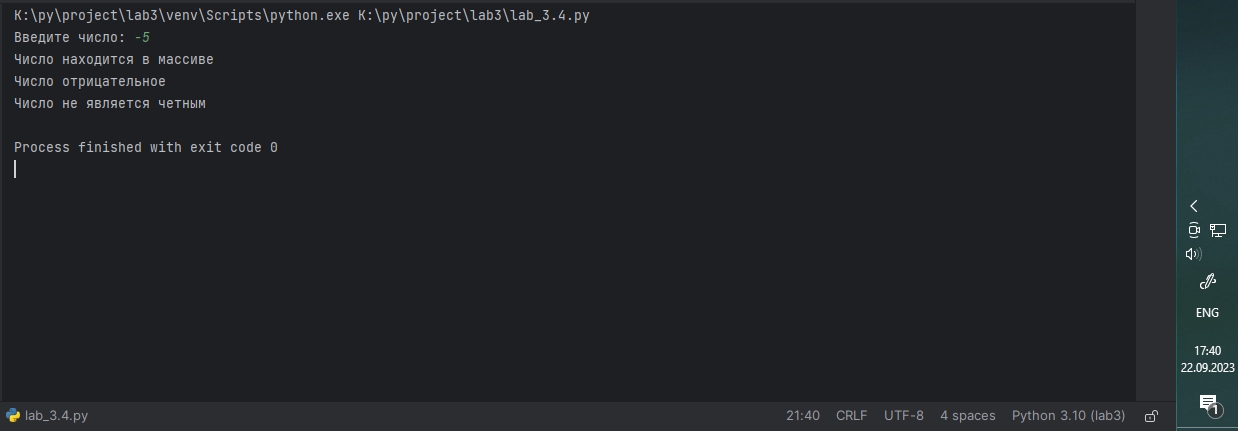 K:\py\project\lab3\venv\Scripts\python.exe K:\py\project\lab3\lab_3.4.py
Введите число: -5
Число находится в массиве
Число отрицательное
Число не является четным
Process finished with exit code 0
ENG
17:40
22.09.2023
1
lab_3.4.py 21:40 CRLF UTF-8 4 spaces Python 3.10 (lab3)